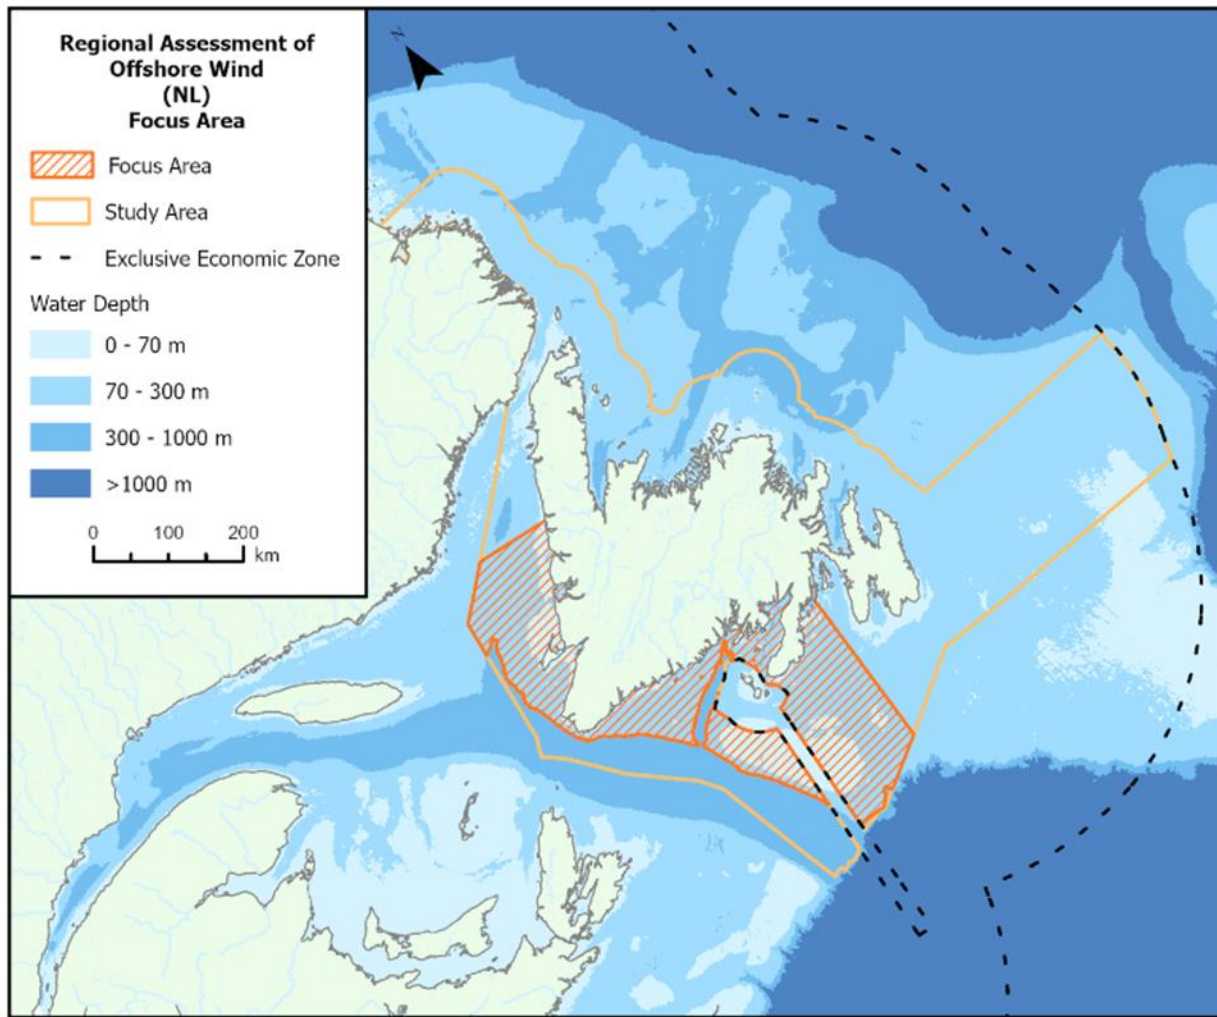 Regional Assessment of
Offshore Wind
(NL)
Focus Area
Focus Area
Study Area
Exclusive Economic Zone
Water Depth
0 - 70 m
70 - 300 m
300 - 1000 m
>1000 m
0 100 200
km
N